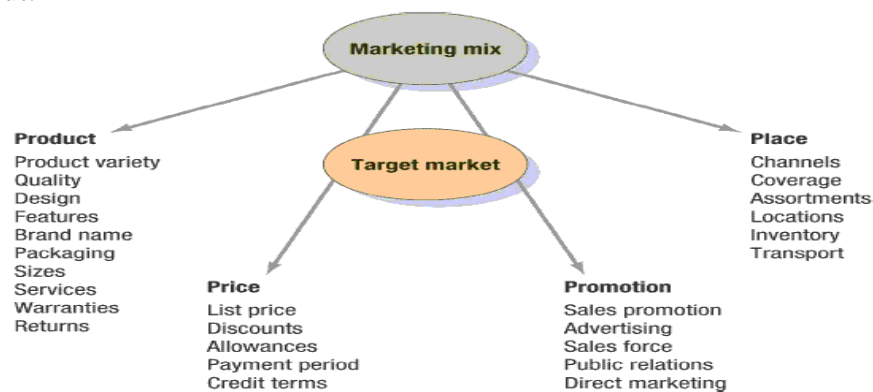 Marketing mix
Target market
Product
Product variety
Quality
Design
Features
Brand name
Packaging
Sizes
Services
Warranties
Returns
Price
List price
Discounts
Allowances
Payment period
Credit terms
Promotion
Sales promotion
Advertising
Sales force
Public relations
Direct marketing
Place
Channels
Coverage
Assortments
Locations
Inventory
Transport